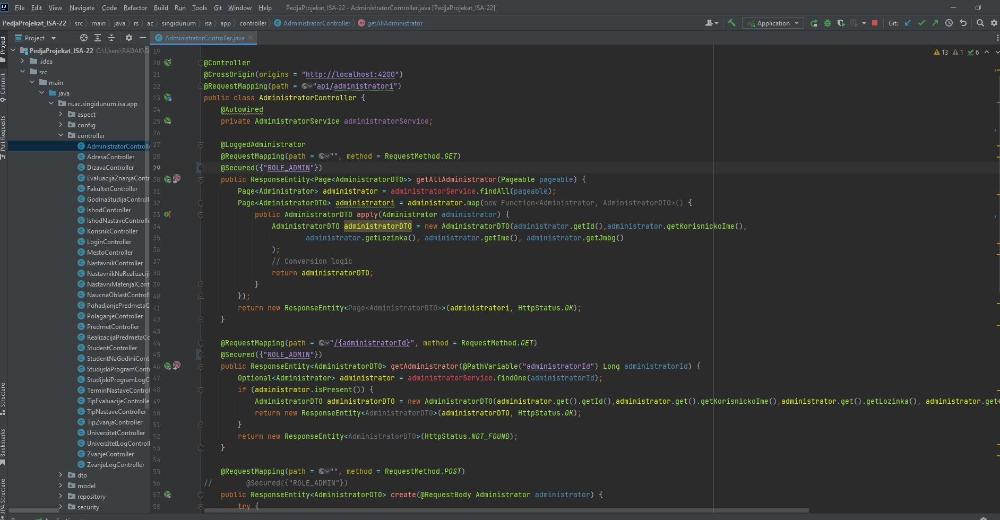 File Edit View Navigate Code Refactor Build Run Tools Git Window Help PedjaProjekat_ISA-22 - AdministratorController.java [PedjaProjekat_ISA-22]
PedjaProjekat_ISA-22 src main java rs ac singidunum isa app controller AdministratorController getAllAdministrator Application Git:
Project AdministratorController.java
Project
Commit
Pull Requests
Structure
Bookmarks
JPA Structure
PedjaProjekat_ISA-22 C:\Users\RADAK\D
.idea
src
main
java
rs.ac.singidunum.isa.app
aspect
config
controller
AdministratorControll
AdresaController
DrzavaController
EvaluacijaZnanjaContr
FakultetController
GodinaStudijaControll
IshodController
IshodNastaveControlle
KorisnikController
LoginController
MestoController
NastavnikController
NastavnikNaRealizaciji
NastavniMaterijalCont
NaucnaOblastControll
PohadjanjePredmetaC
PolaganjeController
PredmetController
RealizacijaPredmetaCo
StudentController
StudentNaGodiniCont
StudijskiProgramContr
StudijskiProgramLogC
TerminNastaveControl
TipEvaluacijeControlle
TipNastaveController
TipZvanjaController
UniverzitetController
UniverzitetLogControll
ZvanjeController
ZvanjeLogController
dto
model
repository
security
13 1 6
19
20 @Controller
21 @CrossOrigin(origins = "http://localhost:4200")
22 @RequestMapping(path = "api/administratori")
23 public class AdministratorController {
24 @Autowired
25 private AdministratorService administratorService;
26
27 @LoggedAdministrator
28 @RequestMapping(path = "", method = RequestMethod.GET)
29 @Secured({"ROLE_ADMIN"})
30 public ResponseEntity<Page<AdministratorDTO>> getAllAdministrator(Pageable pageable) {
31 Page<Administrator> administrator = administratorService.findAll(pageable);
32 Page<AdministratorDTO> administratori = administrator.map(new Function<Administrator, AdministratorDTO>() {
33 public AdministratorDTO apply(Administrator administrator) {
34 AdministratorDTO administratorDTO = new AdministratorDTO(administrator.getId(),administrator.getKorisnickoIme(),
35 administrator.getLozinka(), administrator.getIme(), administrator.getJmbg()
36 );
37 // Conversion logic
38 return administratorDTO;
39 }
40 });
41 return new ResponseEntity<Page<AdministratorDTO>>(administratori, HttpStatus.OK);
42 }
43
44 @RequestMapping(path = "/{administratorId}", method = RequestMethod.GET)
45 @Secured({"ROLE_ADMIN"})
46 public ResponseEntity<AdministratorDTO> getAdministrator(@PathVariable("administratorId") Long administratorId) {
47 Optional<Administrator> administrator = administratorService.findOne(administratorId);
48 if (administrator.isPresent()) {
49 AdministratorDTO administratorDTO = new AdministratorDTO(administrator.get().getId(),administrator.get().getKorisnickoIme(),administrator.get().getLozinka(), administrator.get
50 return new ResponseEntity<AdministratorDTO>(administratorDTO, HttpStatus.OK);
51 }
52 return new ResponseEntity<AdministratorDTO>(HttpStatus.NOT_FOUND);
53 }
54
55 @RequestMapping(path = "", method = RequestMethod.POST)
56 // @Secured({"ROLE_ADMIN"})
57 public ResponseEntity<AdministratorDTO> create(@RequestBody Administrator administrator) {
58 try {